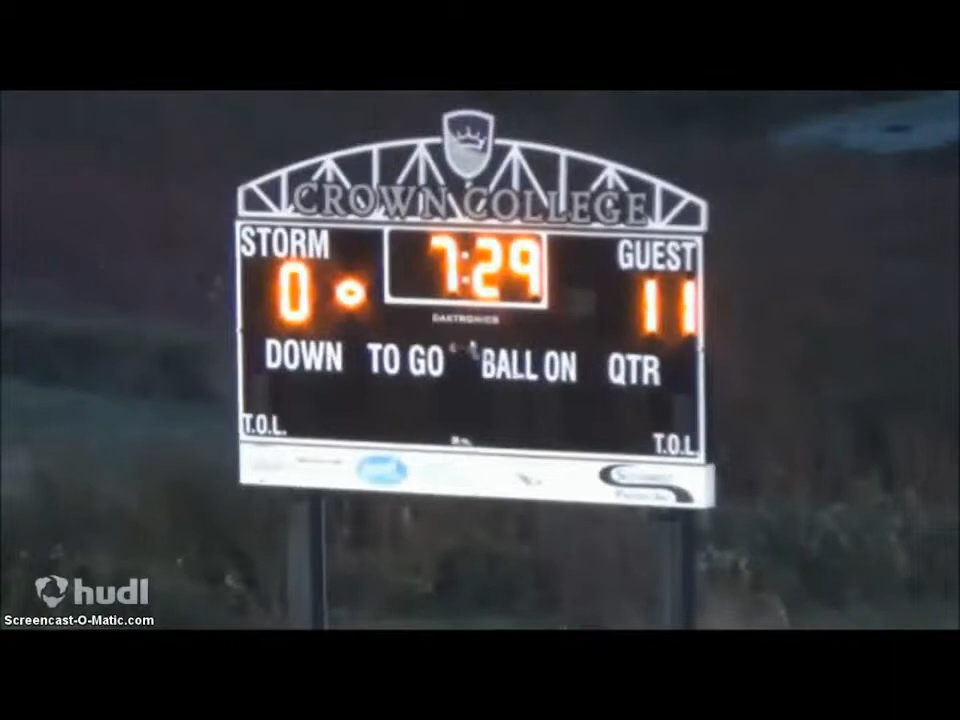 CROWN COLLEGE
STORM 7:29 GUEST
0 11
DAKTRONICS
DOWN TO GO BALL ON QTR
T.O.L. T.O.L.
hudl
Screencast-O-Matic.com